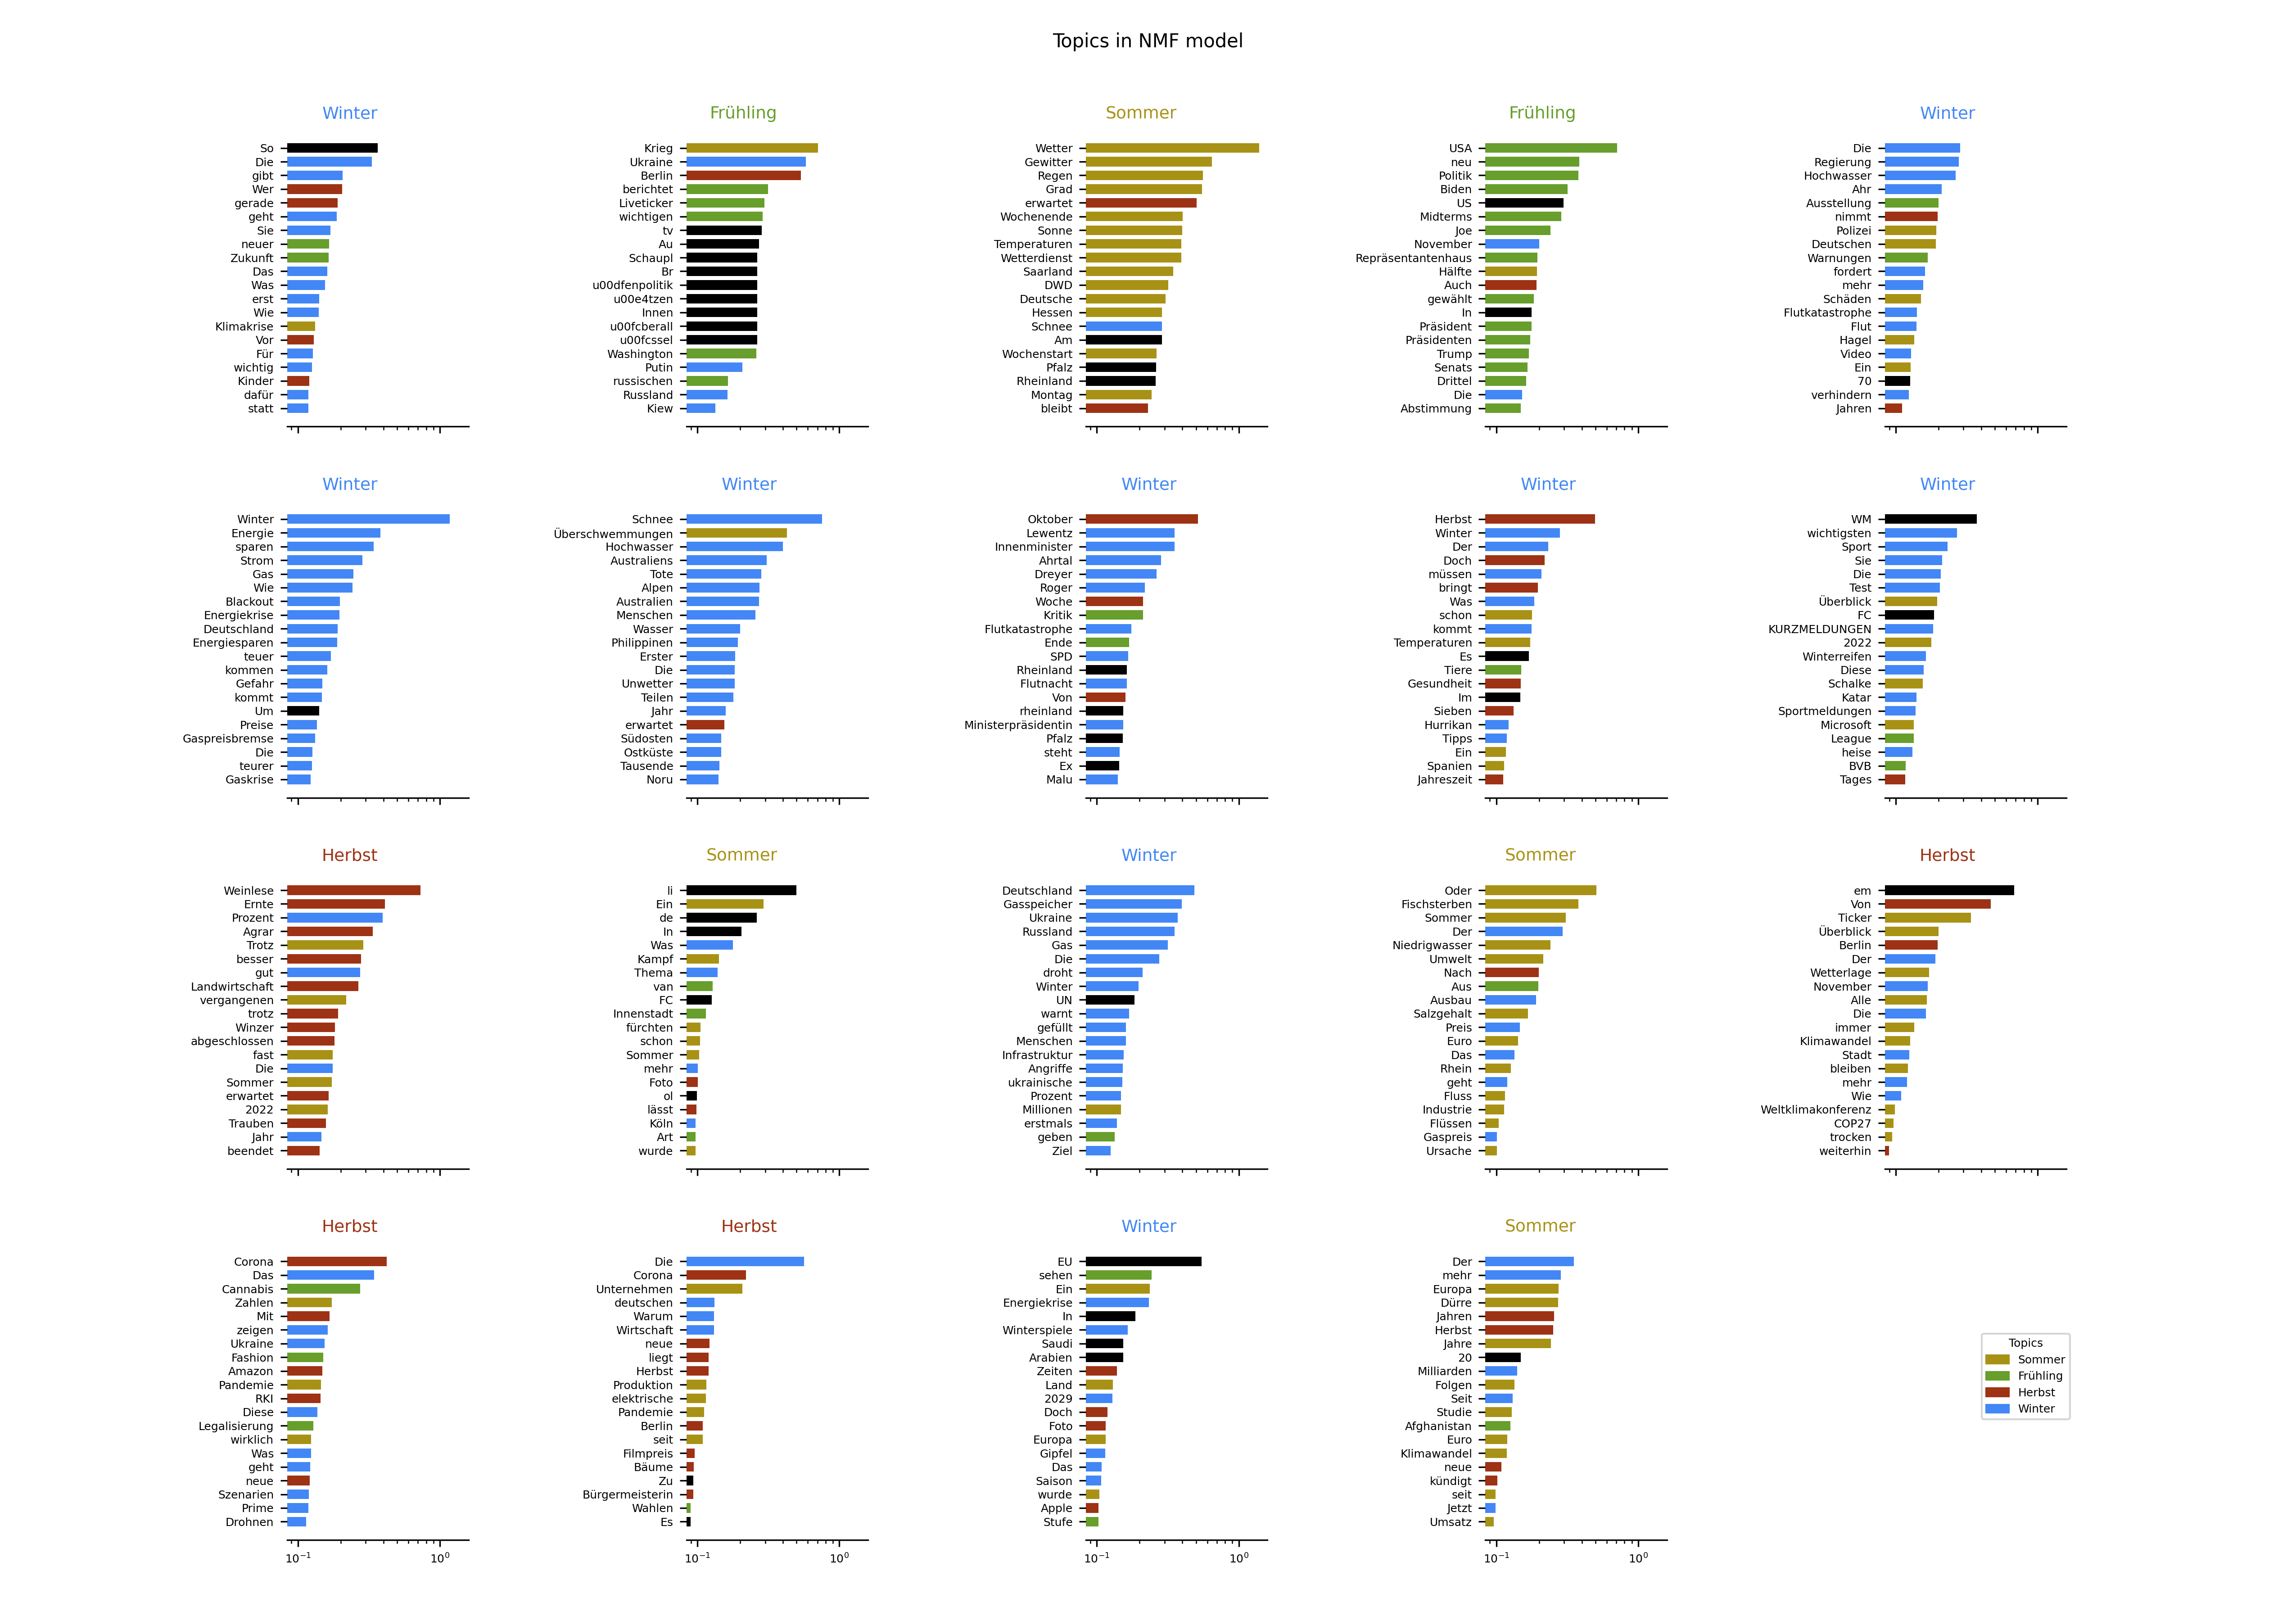 Topics in NMF model
Winter
So
Die
gibt
Wer
gerade
geht
Sie
neuer
Zukunft
Das
Was
erst
Wie
Klimakrise
Vor
Für
wichtig
Kinder
dafür
statt
Frühling
Krieg
Ukraine
Berlin
berichtet
Liveticker
wichtigen
tv
Au
Schaupl
Br
u00dfenpolitik
u00e4tzen
Innen
u00fcberall
u00fcssel
Washington
Putin
russischen
Russland
Kiew
Sommer
Wetter
Gewitter
Regen
Grad
erwartet
Wochenende
Sonne
Temperaturen
Wetterdienst
Saarland
DWD
Deutsche
Hessen
Schnee
Am
Wochenstart
Pfalz
Rheinland
Montag
bleibt
Frühling
USA
neu
Politik
Biden
US
Midterms
Joe
November
Repräsentantenhaus
Hälfte
Auch
gewählt
In
Präsident
Präsidenten
Trump
Senats
Drittel
Die
Abstimmung
Winter
Die
Regierung
Hochwasser
Ahr
Ausstellung
nimmt
Polizei
Deutschen
Warnungen
fordert
mehr
Schäden
Flutkatastrophe
Flut
Hagel
Video
Ein
70
verhindern
Jahren
Winter
Winter
Energie
sparen
Strom
Gas
Wie
Blackout
Energiekrise
Deutschland
Energiesparen
teuer
kommen
Gefahr
kommt
Um
Preise
Gaspreisbremse
Die
teurer
Gaskrise
Winter
Schnee
Überschwemmungen
Hochwasser
Australiens
Tote
Alpen
Australien
Menschen
Wasser
Philippinen
Erster
Die
Unwetter
Teilen
Jahr
erwartet
Südosten
Ostküste
Tausende
Noru
Winter
Oktober
Lewentz
Innenminister
Ahrtal
Dreyer
Roger
Woche
Kritik
Flutkatastrophe
Ende
SPD
Rheinland
Flutnacht
Von
rheinland
Ministerpräsidentin
Pfalz
steht
Ex
Malu
Winter
Herbst
Winter
Der
Doch
müssen
bringt
Was
schon
kommt
Temperaturen
Es
Tiere
Gesundheit
Im
Sieben
Hurrikan
Tipps
Ein
Spanien
Jahreszeit
Winter
WM
wichtigsten
Sport
Sie
Die
Test
Überblick
FC
KURZMELDUNGEN
2022
Winterreifen
Diese
Schalke
Katar
Sportmeldungen
Microsoft
League
heise
BVB
Tages
Herbst
Weinlese
Ernte
Prozent
Agrar
Trotz
besser
gut
Landwirtschaft
vergangenen
trotz
Winzer
abgeschlossen
fast
Die
Sommer
erwartet
2022
Trauben
Jahr
beendet
Sommer
li
Ein
de
In
Was
Kampf
Thema
van
FC
Innenstadt
fürchten
schon
Sommer
mehr
Foto
ol
lässt
Köln
Art
wurde
Winter
Deutschland
Gasspeicher
Ukraine
Russland
Gas
Die
droht
Winter
UN
warnt
gefüllt
Menschen
Infrastruktur
Angriffe
ukrainische
Prozent
Millionen
erstmals
geben
Ziel
Sommer
Oder
Fischsterben
Sommer
Der
Niedrigwasser
Umwelt
Nach
Aus
Ausbau
Salzgehalt
Preis
Euro
Das
Rhein
geht
Fluss
Industrie
Flüssen
Gaspreis
Ursache
Herbst
em
Von
Ticker
Überblick
Berlin
Der
Wetterlage
November
Alle
Die
immer
Klimawandel
Stadt
bleiben
mehr
Wie
Weltklimakonferenz
COP27
trocken
weiterhin
Herbst
Corona
Das
Cannabis
Zahlen
Mit
zeigen
Ukraine
Fashion
Amazon
Pandemie
RKI
Diese
Legalisierung
wirklich
Was
geht
neue
Szenarien
Prime
Drohnen
10⁻¹ 10⁰
Herbst
Die
Corona
Unternehmen
deutschen
Warum
Wirtschaft
neue
liegt
Herbst
Produktion
elektrische
Pandemie
Berlin
seit
Filmpreis
Bäume
Zu
Bürgermeisterin
Wahlen
Es
10⁻¹ 10⁰
Winter
EU
sehen
Ein
Energiekrise
In
Winterspiele
Saudi
Arabien
Zeiten
Land
2029
Doch
Foto
Europa
Gipfel
Das
Saison
wurde
Apple
Stufe
10⁻¹ 10⁰
Sommer
Der
mehr
Europa
Dürre
Jahren
Herbst
Jahre
20
Milliarden
Folgen
Seit
Studie
Afghanistan
Euro
Klimawandel
neue
kündigt
seit
Jetzt
Umsatz
10⁻¹ 10⁰
Topics
Sommer
Frühling
Herbst
Winter